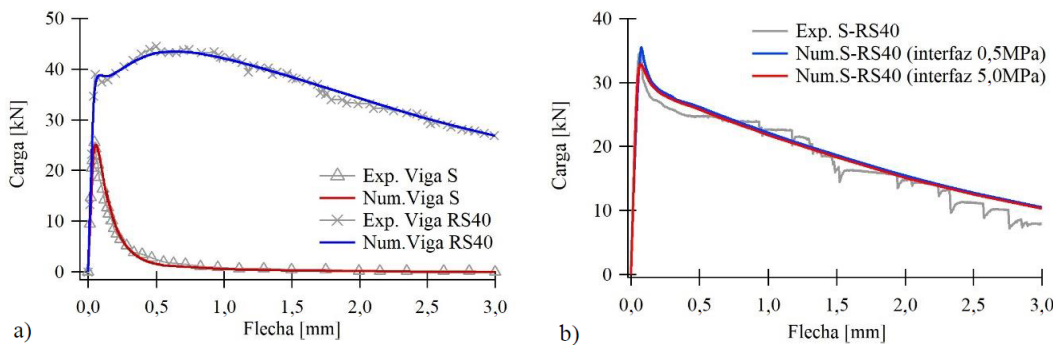 50
40
30
20
10
0
Carga [kN]
0,0 0,5 1,0 1,5 2,0 2,5 3,0
Flecha [mm]
Exp. Viga S
Num.Viga S
Exp. Viga RS40
Num.Viga RS40
a)
40
30
20
10
0
Carga [kN]
0,0 0,5 1,0 1,5 2,0 2,5 3,0
Flecha [mm]
Exp. S-RS40
Num.S-RS40 (interfaz 0,5MPa)
Num.S-RS40 (interfaz 5,0MPa)
b)